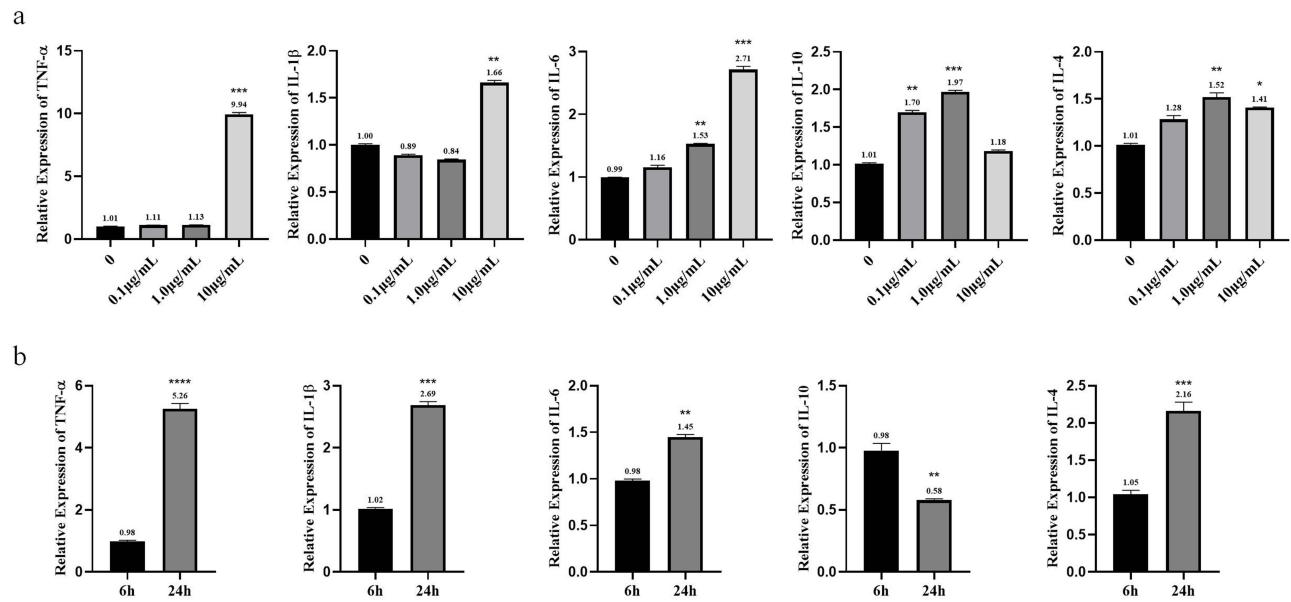 a
Relative Expression of TNF-α
15
10
5
0
1.01
1.11
1.13
***
9.94
0
0.1μg/mL
1.0μg/mL
10μg/mL
Relative Expression of IL-1β
2.0
1.5
1.0
0.5
0.0
1.00
0.89
0.84
**
1.66
0
0.1μg/mL
1.0μg/mL
10μg/mL
Relative Expression of IL-6
3
2
1
0
0.99
1.16
**
1.53
***
2.71
0
0.1μg/mL
1.0μg/mL
10μg/mL
Relative Expression of IL-10
2.5
2.0
1.5
1.0
0.5
0.0
1.01
**
1.70
***
1.97
1.18
0
0.1μg/mL
1.0μg/mL
10μg/mL
Relative Expression of IL-4
2.0
1.5
1.0
0.5
0.0
1.01
1.28
**
1.52
*
1.41
0
0.1μg/mL
1.0μg/mL
10μg/mL
b
Relative Expression of TNF-α
6
4
2
0
0.98
****
5.26
6h
24h
Relative Expression of IL-1β
3
2
1
0
1.02
***
2.69
6h
24h
Relative Expression of IL-6
2.0
1.5
1.0
0.5
0.0
0.98
**
1.45
6h
24h
Relative Expression of IL-10
1.5
1.0
0.5
0.0
0.98
**
0.58
6h
24h
Relative Expression of IL-4
2.5
2.0
1.5
1.0
0.5
0.0
1.05
***
2.16
6h
24h